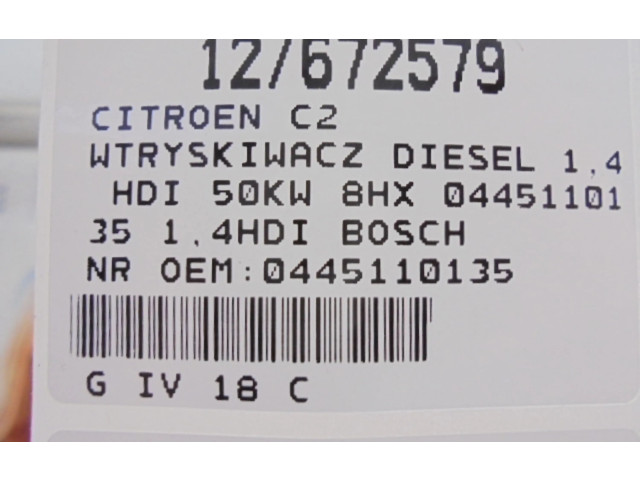 12/672579
CITROEN C2
WTRYSKIWACZ DIESEL 1,4
HDI 50KW 8HX 04451101
35 1,4HDI BOSCH
NR OEM:0445110135
G IV 18 C